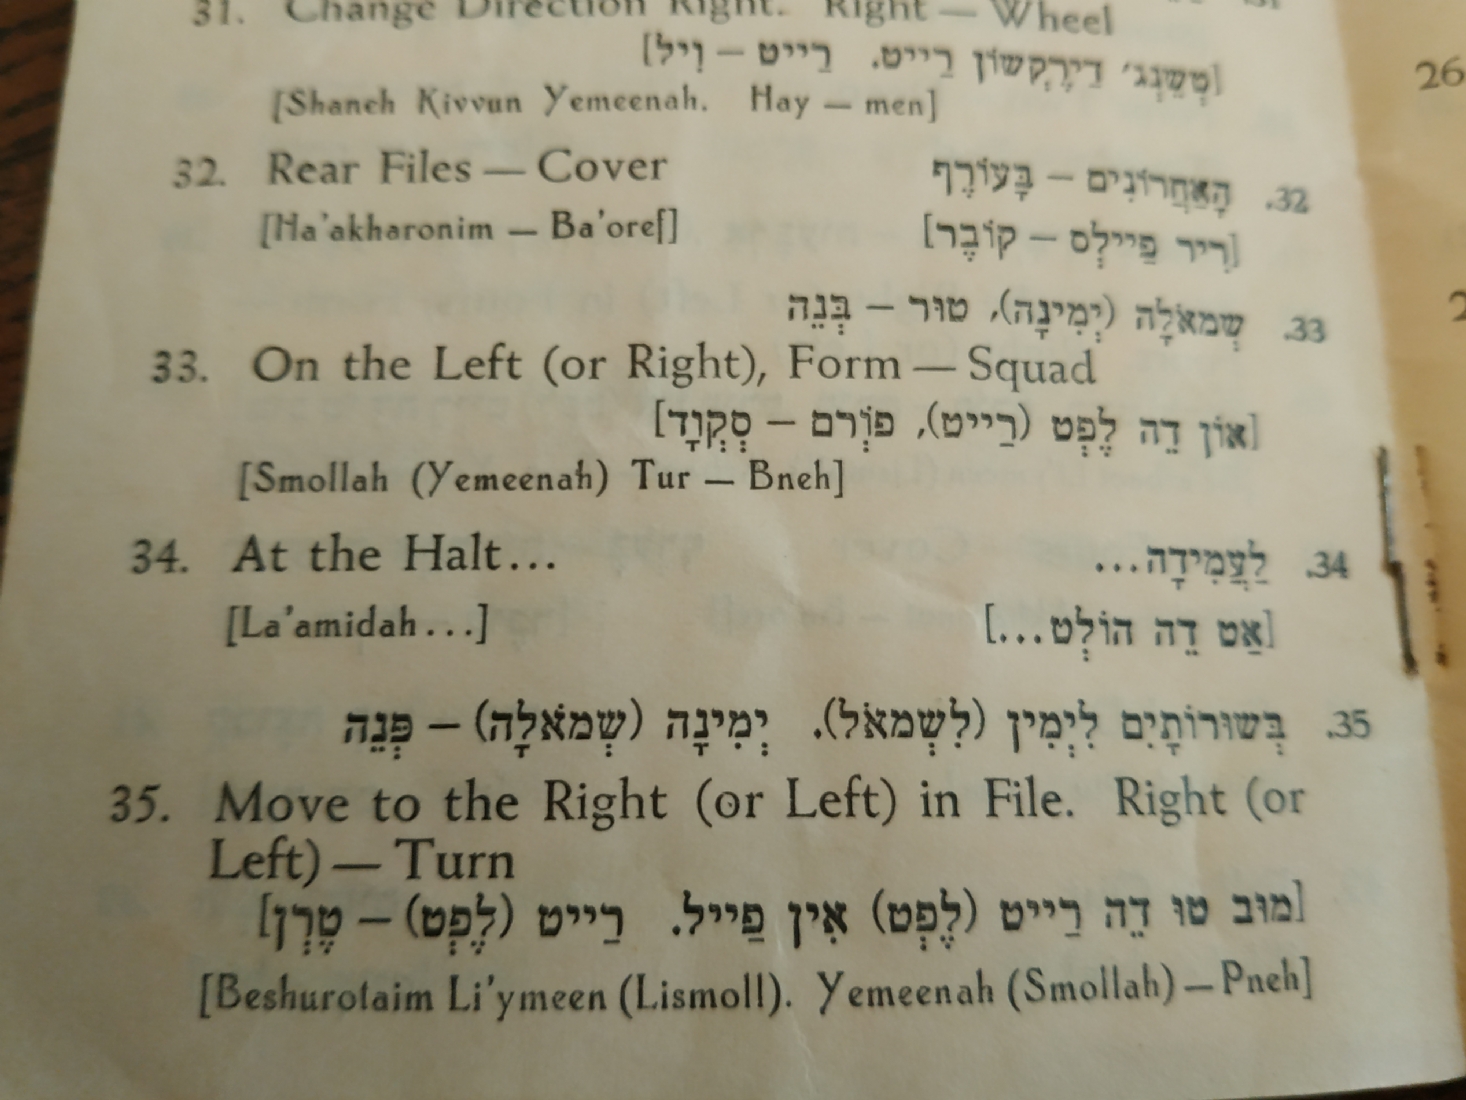 31. Change Direction Right. Right — Wheel
[טְשֵׁנְג׳ דִירֶקְשׁוֹן רַייט. רַייט — וִיל]
[Shaneh Kivvun Yemeenah. Hay — men]
32. Rear Files — Cover הָאַחֲרוֹנִים — בָּעוֹרֶף .32
[Ha'akharonim — Ba'oref] [רִיר פַיילְס — קוֹבֶר]
33. שְׂמֹאלָה (יְמִינָה), טוּר — בְּנֵה
33. On the Left (or Right), Form — Squad
[אוֹן דֵה לֶפְט (רַייט), פוֹרְם — סְקְוָד]
[Smollah (Yemeenah) Tur — Bneh]
34. At the Halt... לַעֲמִידָה... .34
[La'amidah...] [אַט דֵה הוֹלְט...]
35. בְּשׁוּרוֹתָיִם לִיְמִין (לִשְׂמֹאל). יְמִינָה (שְׂמֹאלָה) — פְּנֵה
35. Move to the Right (or Left) in File. Right (or
Left) — Turn
[מוּב טוּ דֵה רַייט (לֶפְט) אִין פַייל. רַייט (לֶפְט) — טֶרְן]
[Beshurotaim Li'ymeen (Lismoll). Yemeenah (Smollah) — Pneh]
26
2